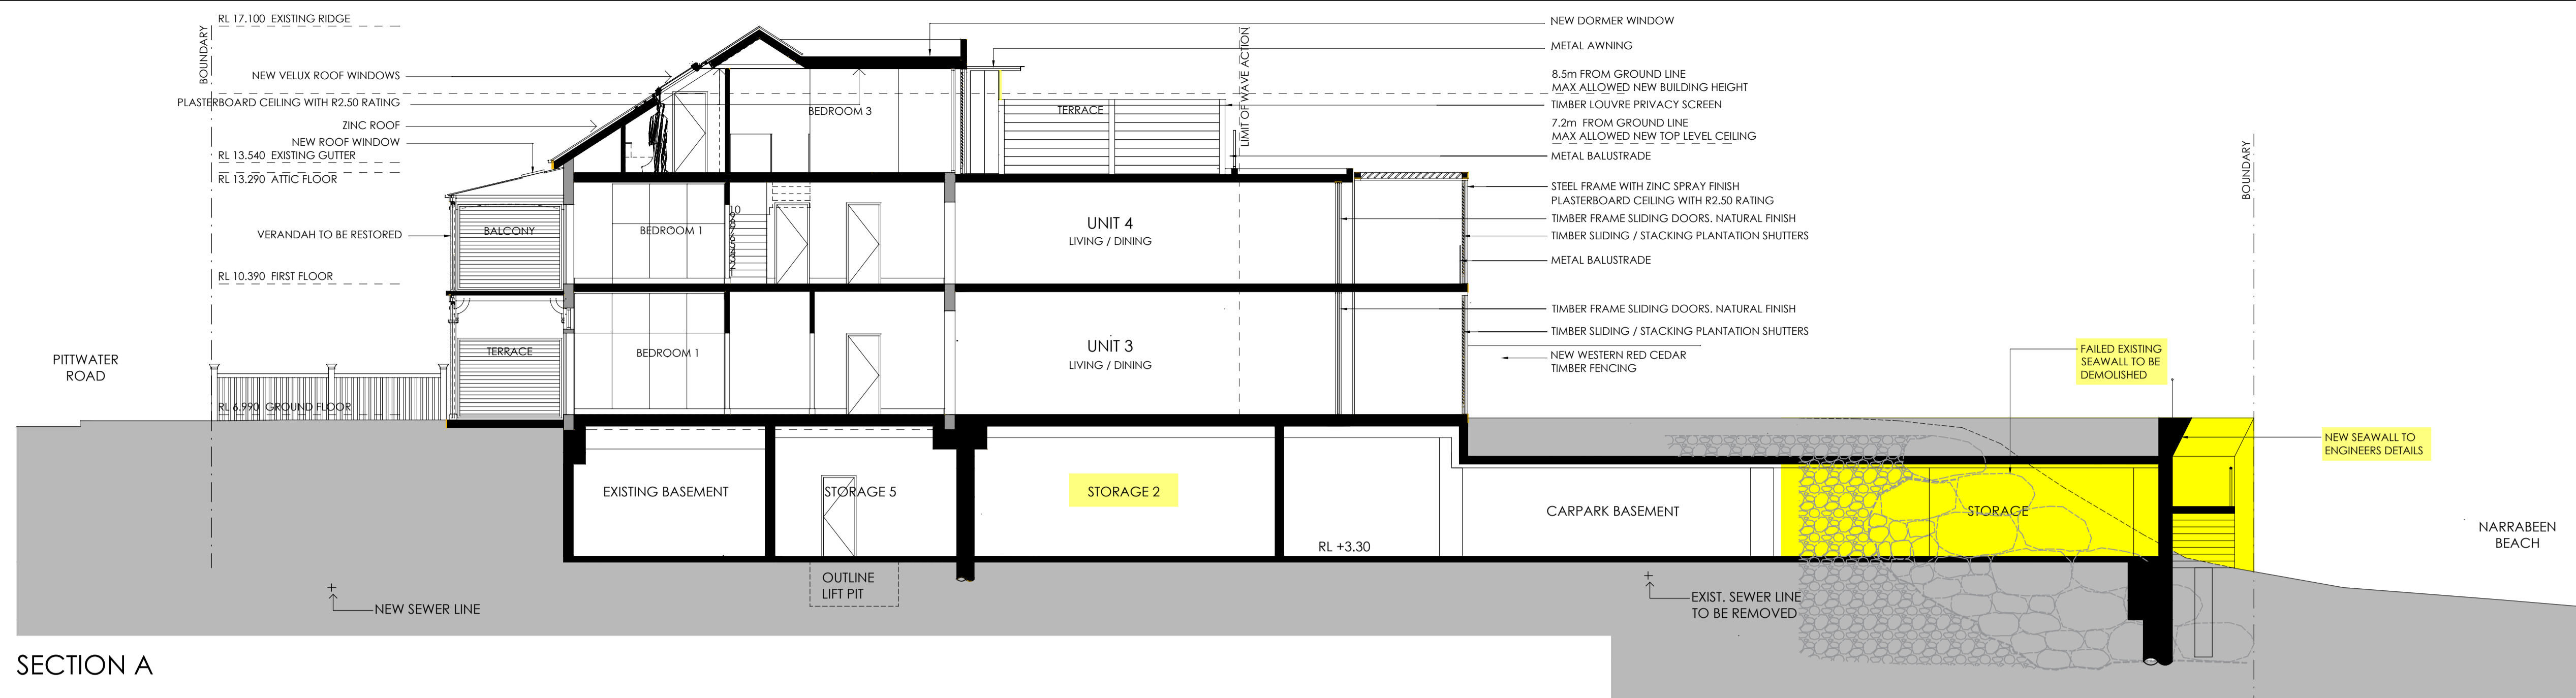 RL 17.100 EXISTING RIDGE
BOUNDARY
NEW VELUX ROOF WINDOWS
PLASTERBOARD CEILING WITH R2.50 RATING
ZINC ROOF
NEW ROOF WINDOW
RL 13.540 EXISTING GUTTER
RL 13.290 ATTIC FLOOR
VERANDAH TO BE RESTORED
RL 10.390 FIRST FLOOR
PITTWATER
ROAD
RL 6.990 GROUND FLOOR
BEDROOM 3
TERRACE
LIMIT OF WAVE ACTION
BALCONY
BEDROOM 1
10
UNIT 4
LIVING / DINING
TERRACE
BEDROOM 1
UNIT 3
LIVING / DINING
NEW DORMER WINDOW
METAL AWNING
8.5m FROM GROUND LINE
MAX ALLOWED NEW BUILDING HEIGHT
TIMBER LOUVRE PRIVACY SCREEN
7.2m FROM GROUND LINE
MAX ALLOWED NEW TOP LEVEL CEILING
METAL BALUSTRADE
STEEL FRAME WITH ZINC SPRAY FINISH
PLASTERBOARD CEILING WITH R2.50 RATING
TIMBER FRAME SLIDING DOORS. NATURAL FINISH
TIMBER SLIDING / STACKING PLANTATION SHUTTERS
METAL BALUSTRADE
TIMBER FRAME SLIDING DOORS. NATURAL FINISH
TIMBER SLIDING / STACKING PLANTATION SHUTTERS
NEW WESTERN RED CEDAR
TIMBER FENCING
BOUNDARY
FAILED EXISTING
SEAWALL TO BE
DEMOLISHED
NEW SEAWALL TO
ENGINEERS DETAILS
EXISTING BASEMENT
STORAGE 5
STORAGE 2
RL +3.30
CARPARK BASEMENT
STORAGE
NARRABEEN
BEACH
OUTLINE
LIFT PIT
NEW SEWER LINE
EXIST. SEWER LINE
TO BE REMOVED
SECTION A